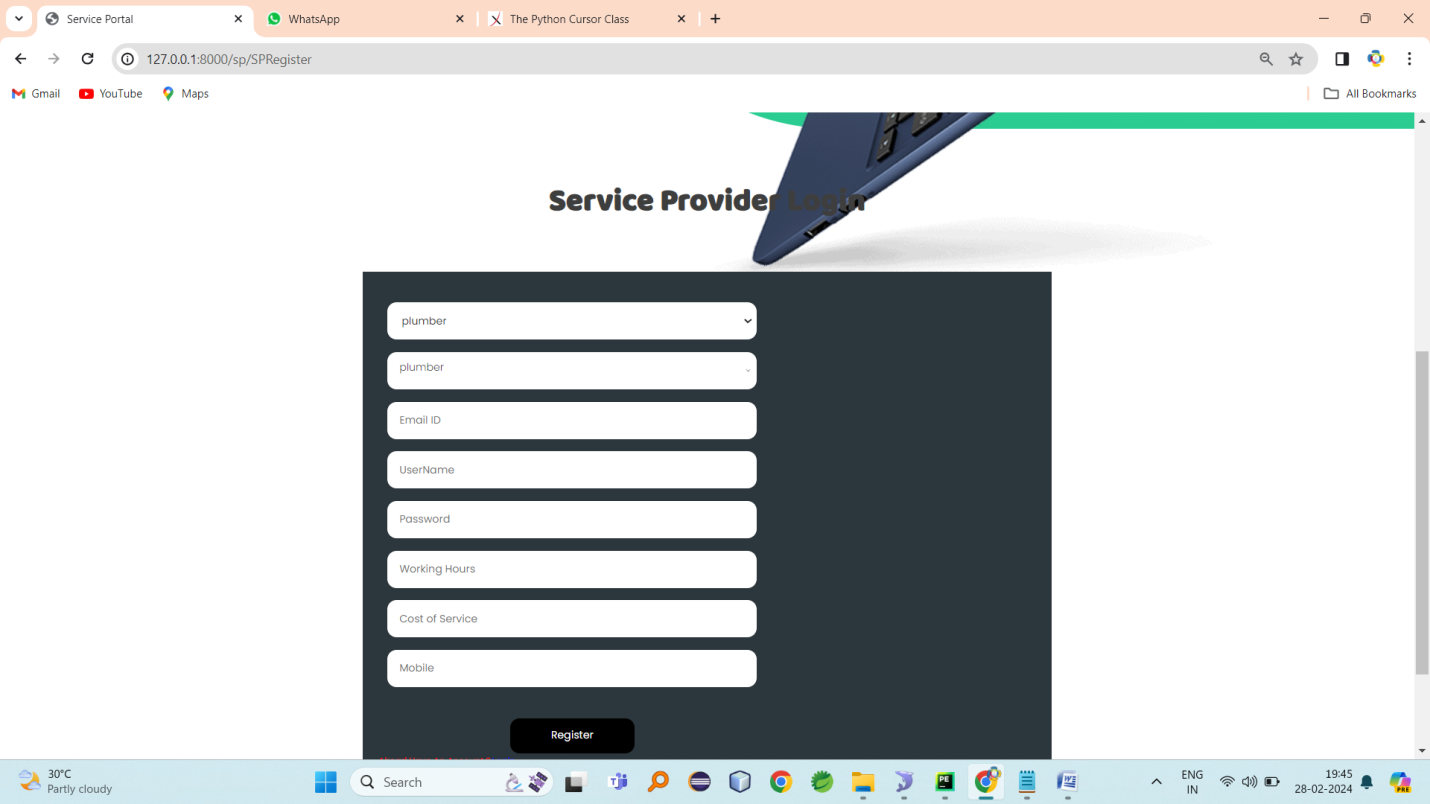 Service Portal
WhatsApp
The Python Cursor Class
127.0.0.1:8000/sp/SPRegister
Gmail
YouTube
Maps
All Bookmarks
Service Provider Login
plumber
plumber
Email ID
UserName
Password
Working Hours
Cost of Service
Mobile
Register
30°C
Partly cloudy
Search
ENG
IN
19:45
28-02-2024